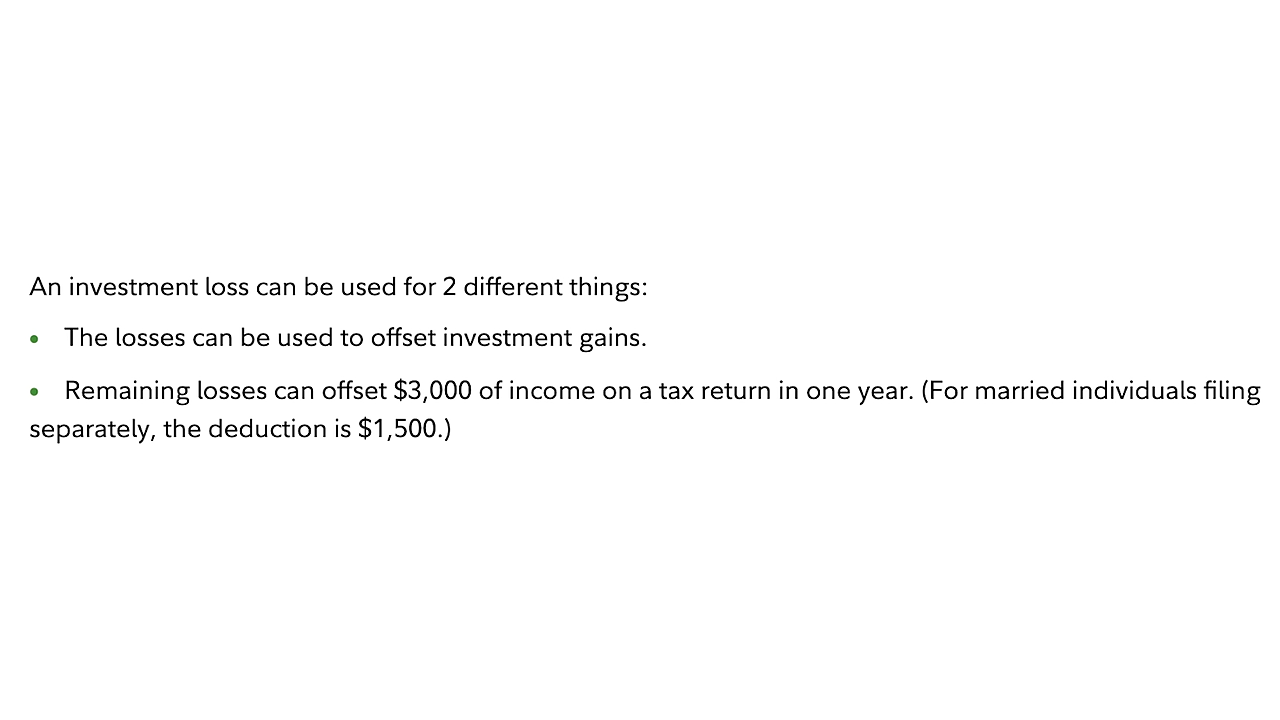 An investment loss can be used for 2 different things:
• The losses can be used to offset investment gains.
• Remaining losses can offset $3,000 of income on a tax return in one year. (For married individuals filing
separately, the deduction is $1,500.)